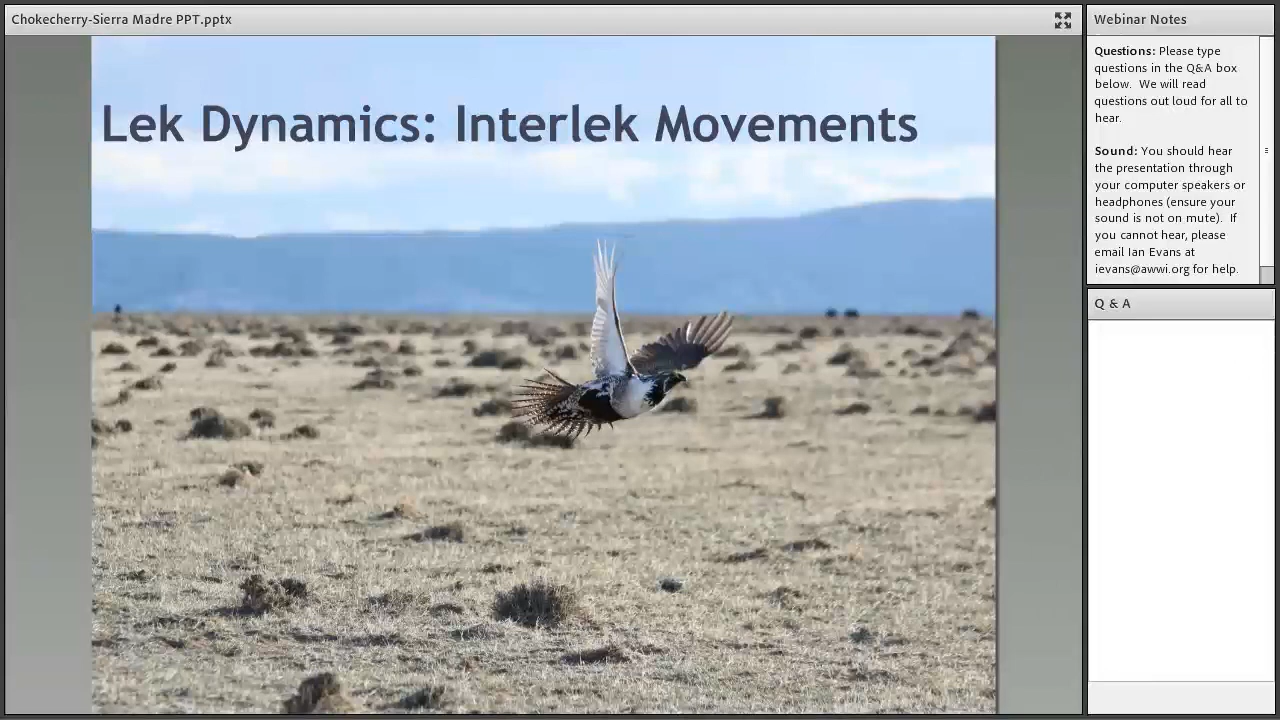 Chokecherry-Sierra Madre PPT.pptx
Lek Dynamics: Interlek Movements
Webinar Notes
Questions: Please type
questions in the Q&A box
below.  We will read
questions out loud for all to
hear.
Sound: You should hear
the presentation through
your computer speakers or
headphones (ensure your
sound is not on mute).  If
you cannot hear, please
email Ian Evans at
ievans@awwi.org for help.
Q & A